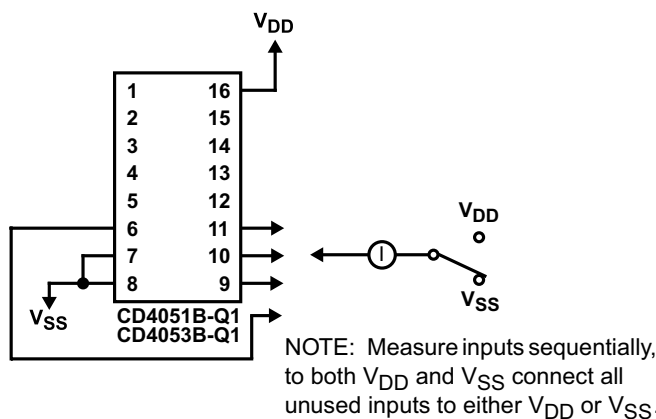 VDD
1 16
2 15
3 14
4 13
5 12
6 11
7 10
8 9
VSS
CD4051B-Q1
CD4053B-Q1
I
VDD
VSS
NOTE: Measure inputs sequentially,
to both VDD and VSS connect all
unused inputs to either VDD or VSS.